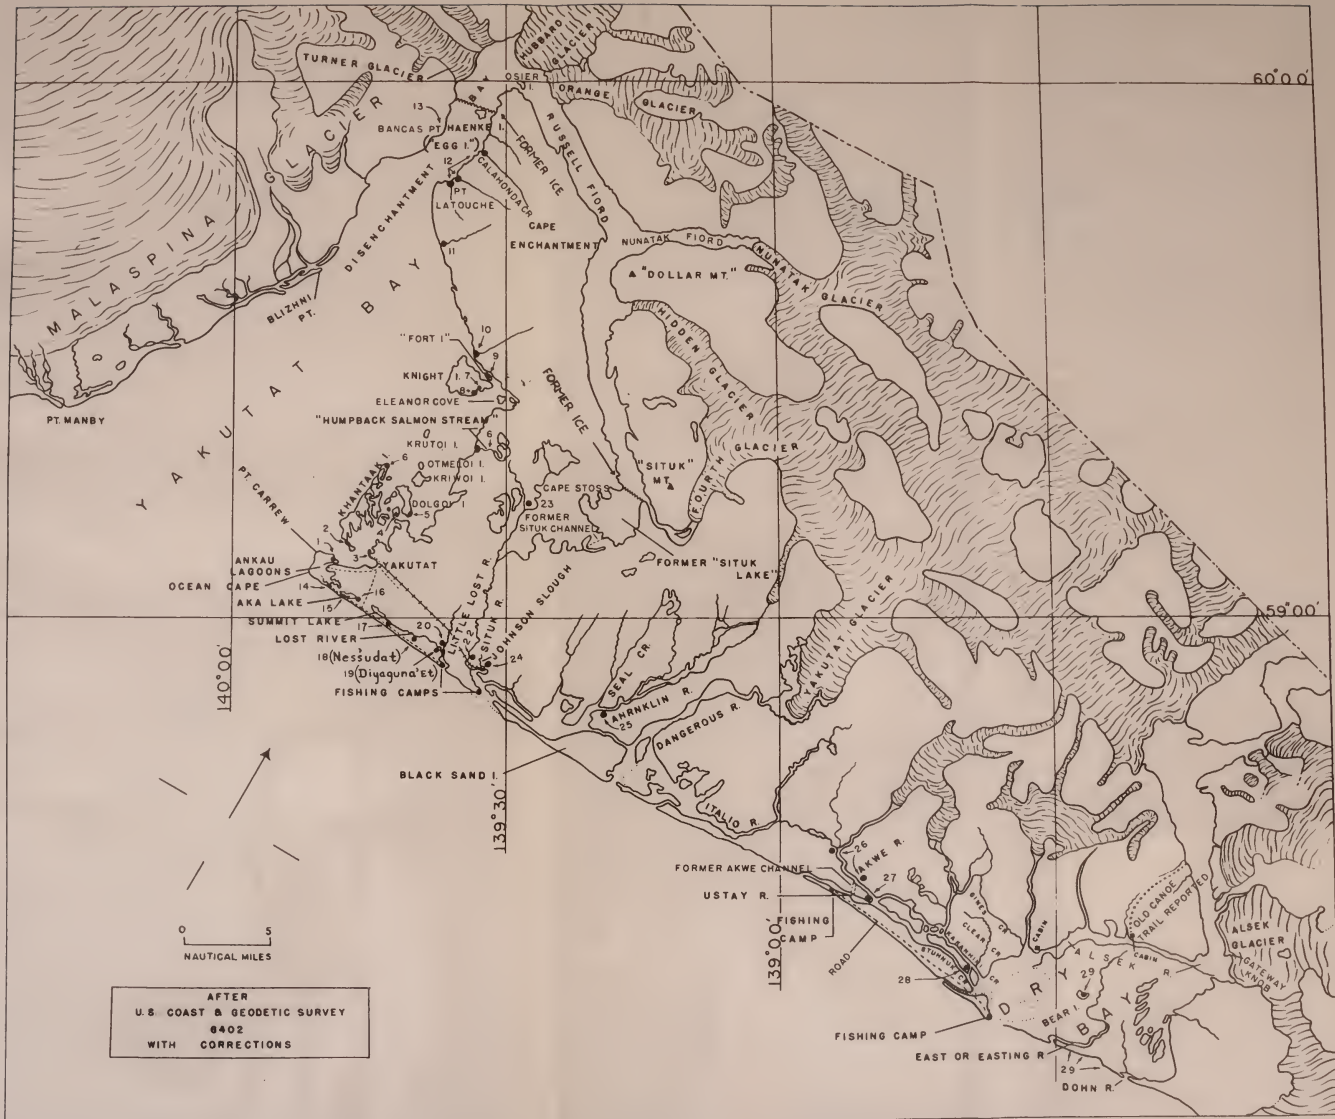 60°00'
HUBBARD
GLACIER
TURNER GLACIER
BAY
OSIER
I.
ORANGE
GLACIER
GLACIER
13
BANCAS PT.
HAENKE I.
("EGG I.")
FORMER ICE
RUSSELL FIORD
12
CALAHONDA CR.
PT
LATOUCHE
CAPE
ENCHANTMENT
DISENCHANTMENT
11
NUNATAK FIORD
NUNATAK GLACIER
"DOLLAR MT."
MALASPINA
BLIZHNI
PT.
YAKUTAT BAY
PT. MANBY
HIDDEN GLACIER
"FORT I"
10
9
KNIGHT I.
7
8
ELEANOR COVE
FORMER ICE
"HUMPBACK SALMON STREAM"
6
KRUTOI I.
6
OTMELOI I.
KRIWOI I.
KHANTAAK I.
DOLGOI I
5
4
"SITUK"
MT.
FOURTH GLACIER
CAPE STOSS
23
FORMER
SITUK CHANNEL
PT. CARREW
2
1
3
YAKUTAT
ANKAU
LAGOONS
OCEAN CAPE
14
16
AKA LAKE
15
SUMMIT LAKE
17
LOST RIVER
20
18 (Nessudat)
19 (Diyaguna'Et)
FISHING CAMPS
FORMER "SITUK
LAKE"
LITTLE LOST R.
22
SITUK R.
JOHNSON SLOUGH
24
59°00'
YAKUTAT GLACIER
140°00'
SEAL CR.
AHRNKLIN R.
25
DANGEROUS R.
BLACK SAND I.
ITALIO R.
139°30'
26
AKWE R.
FORMER AKWE CHANNEL
27
USTAY R.
FISHING
CAMP
139°00'
ROAD
CLEAR
CR
CR
CABIN
OLD CANOE
TRAIL REPORTED
CABIN
ALSEK R.
ALSEK
GLACIER
GATEWAY
KNOB
28
DRY BAY
29
BEAR I.
FISHING CAMP
EAST OR EASTING R
29
DOHN R.
0 5
NAUTICAL MILES
AFTER
U.S. COAST & GEODETIC SURVEY
8402
WITH CORRECTIONS